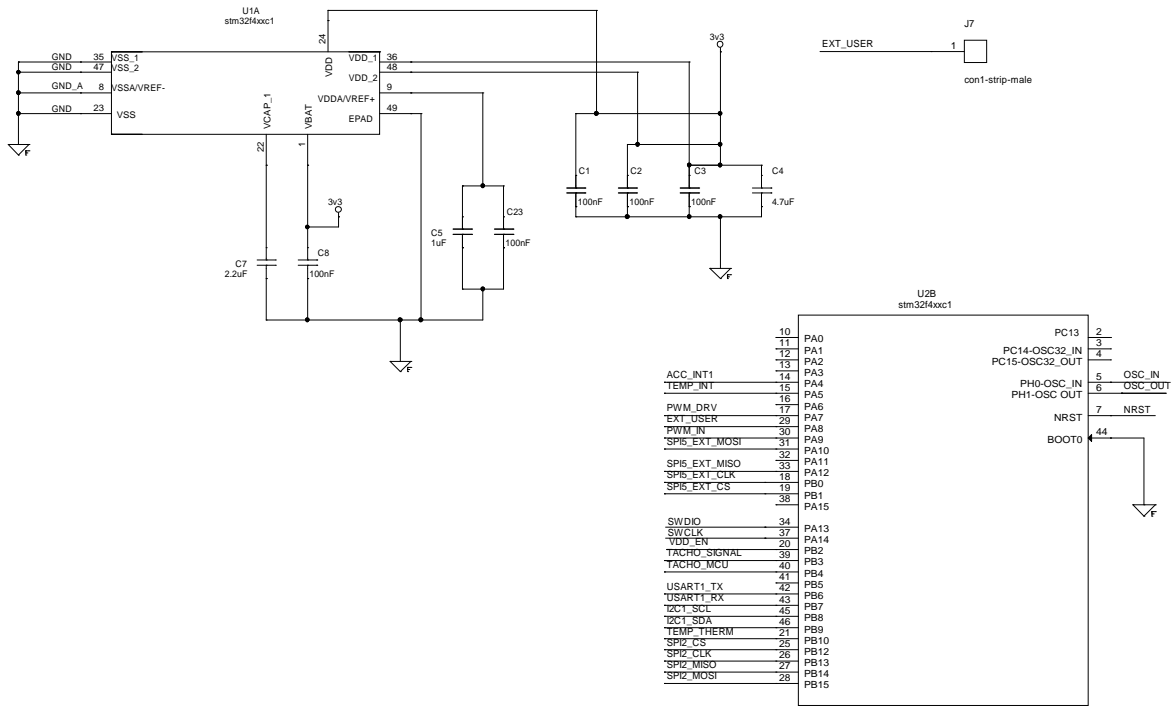 U1A
stm32f4xxc1
24
VDD
GND 35 VSS_1
GND 47 VSS_2
GND_A 8 VSSA/VREF-
GND 23 VSS
VDD_1 36
VDD_2 48
VDDA/VREF+ 9
EPAD 49
VCAP_1
VBAT
22
1
3v3
C7
2.2uF
C8
100nF
C5
1uF
C23
100nF
3v3
C1
100nF
C2
100nF
C3
100nF
C4
4.7uF
EXT_USER 1
J7
con1-strip-male
U2B
stm32f4xxc1
10 PA0
11 PA1
12 PA2
13 PA3
ACC_INT1 14 PA4
TEMP_INT 15 PA5
16 PA6
PWM_DRV 17 PA7
EXT_USER 29 PA8
PWM_IN 30 PA9
SPI5_EXT_MOSI 31 PA10
32 PA11
SPI5_EXT_MISO 33 PA12
SPI5_EXT_CLK 18 PB0
SPI5_EXT_CS 19 PB1
38 PA15
SWDIO 34 PA13
SWCLK 37 PA14
VDD_EN 20 PB2
TACHO_SIGNAL 39 PB3
TACHO_MCU 40 PB4
41 PB5
USART1_TX 42 PB6
USART1_RX 43 PB7
I2C1_SCL 45 PB8
I2C1_SDA 46 PB9
TEMP_THERM 21 PB10
SPI2_CS 25 PB12
SPI2_CLK 26 PB13
SPI2_MISO 27 PB14
SPI2_MOSI 28 PB15
PC13 2
PC14-OSC32_IN 3
PC15-OSC32_OUT 4
PH0-OSC_IN 5 OSC_IN
PH1-OSC OUT 6 OSC_OUT
NRST 7 NRST
BOOT0 44